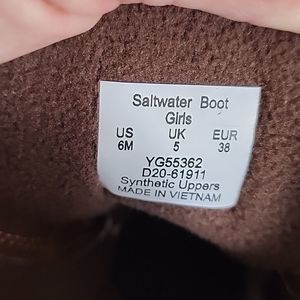 Saltwater Boot
Girls
US UK EUR
6M 5 38
YG55362
D20-61911
Synthetic Uppers
MADE IN VIETNAM